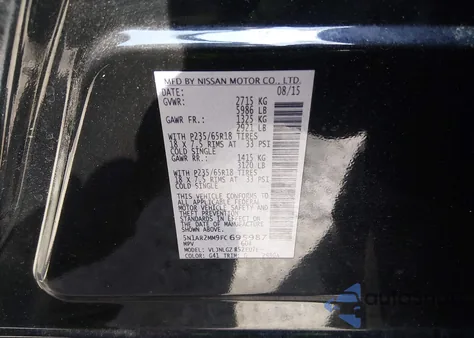 MFD BY NISSAN MOTOR CO., LTD.
DATE: 08/15
GVWR: 2715 KG
5986 LB
GAWR FR.: 1325 KG
2921 LB
WITH P235/65R18 TIRES
18 x 7.5 RIMS AT 33 PSI
COLD SINGLE
GAWR RR.: 1415 KG
3120 LB
WITH P235/65R18 TIRES
18 x 7.5 RIMS AT 33 PSI
COLD SINGLE
THIS VEHICLE CONFORMS TO
ALL APPLICABLE FEDERAL
MOTOR VEHICLE SAFETY
STANDARDS IN EFFECT ON
THE DATE OF MANUFACTURE
SHOWN ABOVE.
5N1AR2MM9FC
MPV
MODEL:
COLOR: G41 TRIM: G